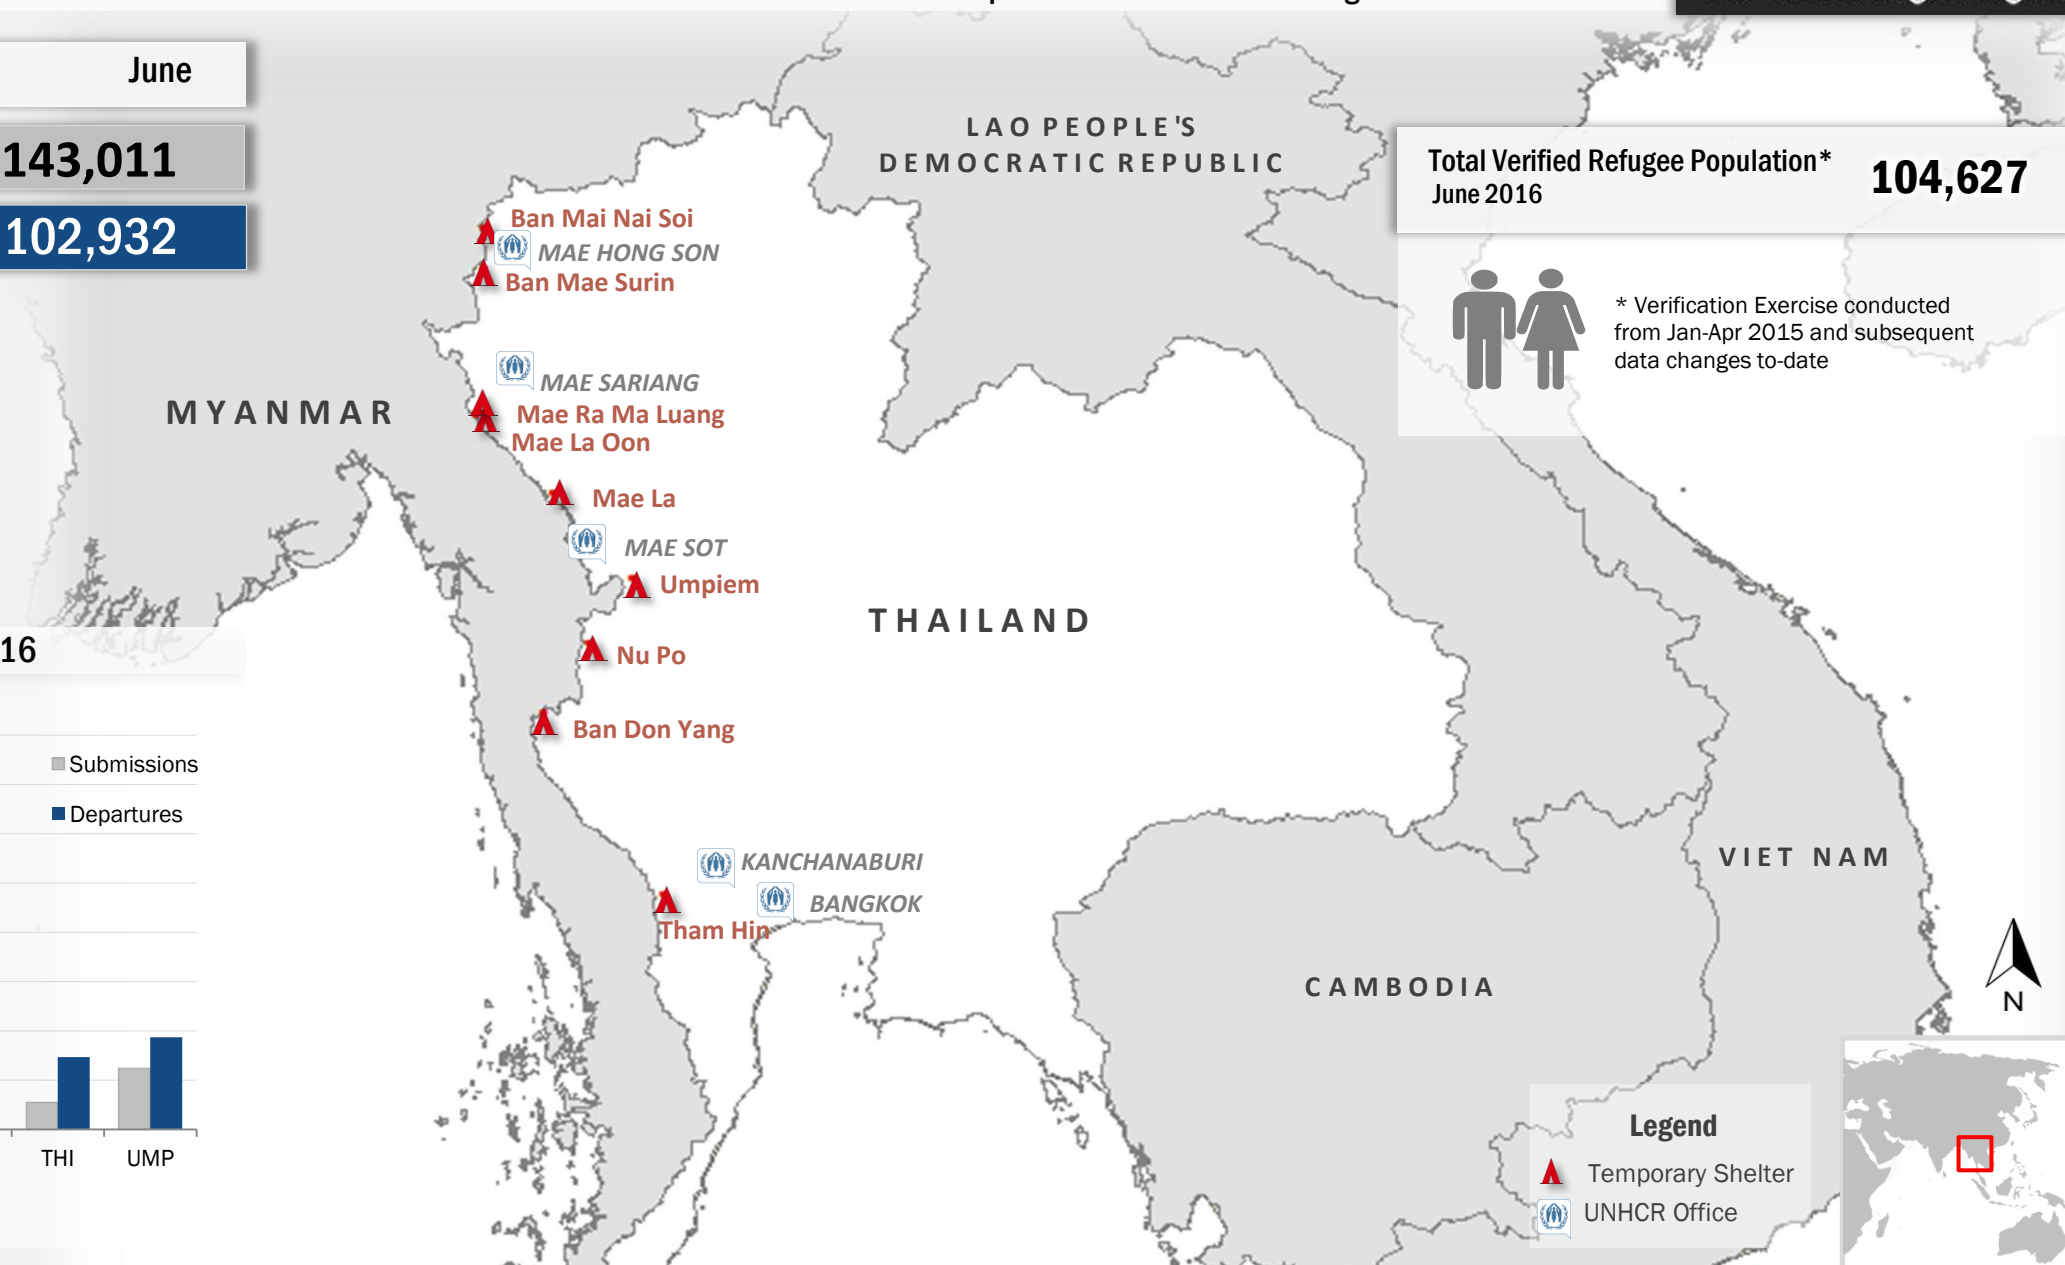 June
143,011
102,932
LAO PEOPLE'S
DEMOCRATIC REPUBLIC
Total Verified Refugee Population*
June 2016
104,627
* Verification Exercise conducted
from Jan-Apr 2015 and subsequent
data changes to-date
Ban Mai Nai Soi
MAE HONG SON
Ban Mae Surin
MAE SARIANG
MYANMAR
Mae Ra Ma Luang
Mae La Oon
Mae La
MAE SOT
Umpiem
THAILAND
Nu Po
16
Ban Don Yang
Submissions
Departures
KANCHANABURI
VIET NAM
BANGKOK
Tham Hin
CAMBODIA
N
THI
UMP
Legend
Temporary Shelter
UNHCR Office